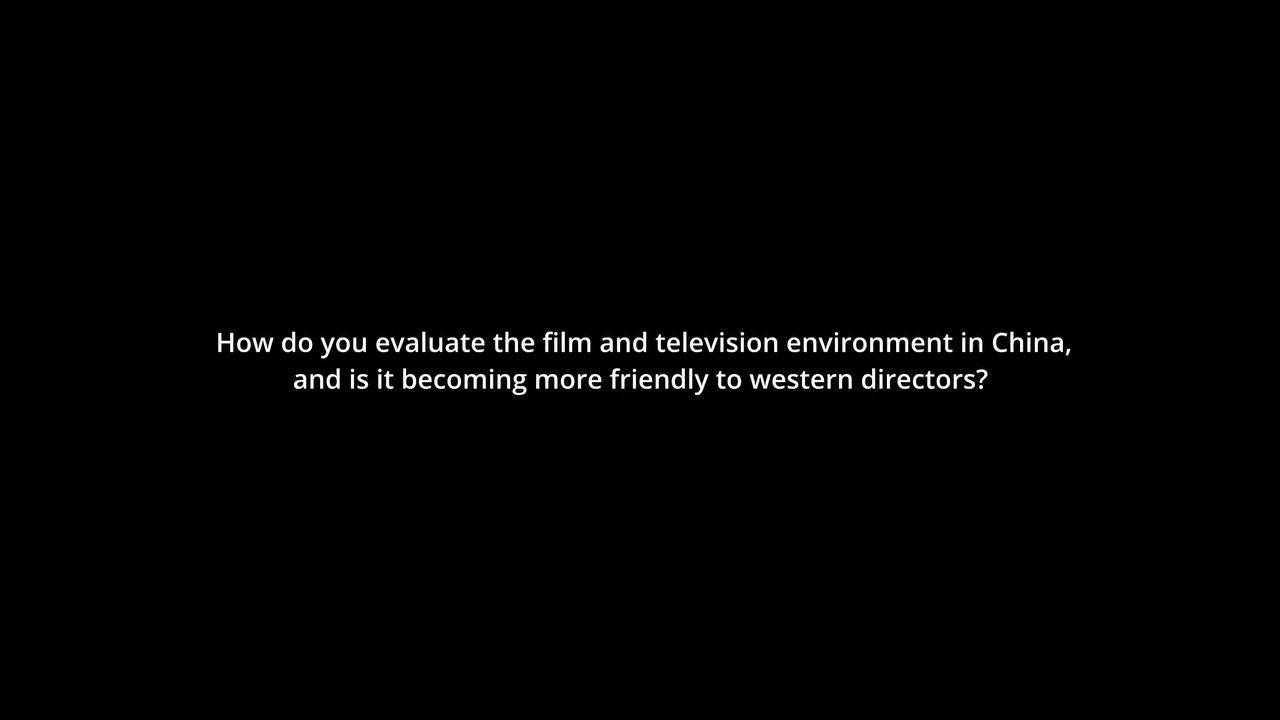 How do you evaluate the film and television environment in China,
and is it becoming more friendly to western directors?